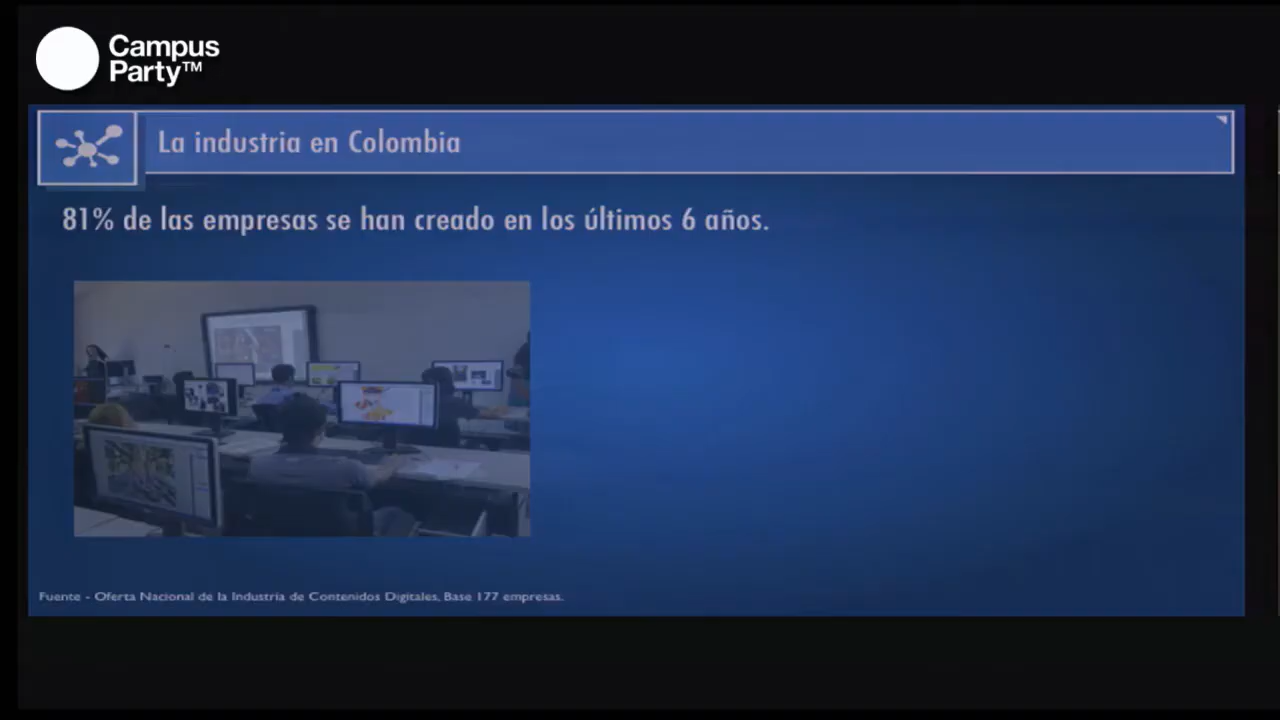 Campus
Party™
La industria en Colombia
81% de las empresas se han creado en los últimos 6 años.
Fuente - Oferta Nacional de la Industria de Contenidos Digitales, Base 177 empresas.